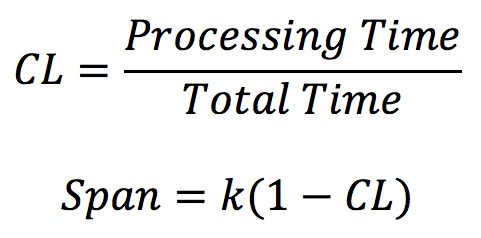 CL = Processing Time / Total Time
Span = k(1 − CL)